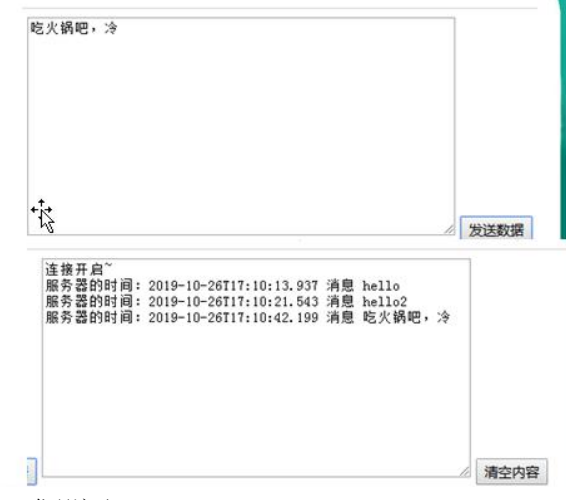 吃火锅吧，冷
发送数据
连接开启~
服务器的时间: 2019-10-26T17:10:13.937 消息 hello
服务器的时间: 2019-10-26T17:10:21.543 消息 hello2
服务器的时间: 2019-10-26T17:10:42.199 消息 吃火锅吧，冷
清空内容